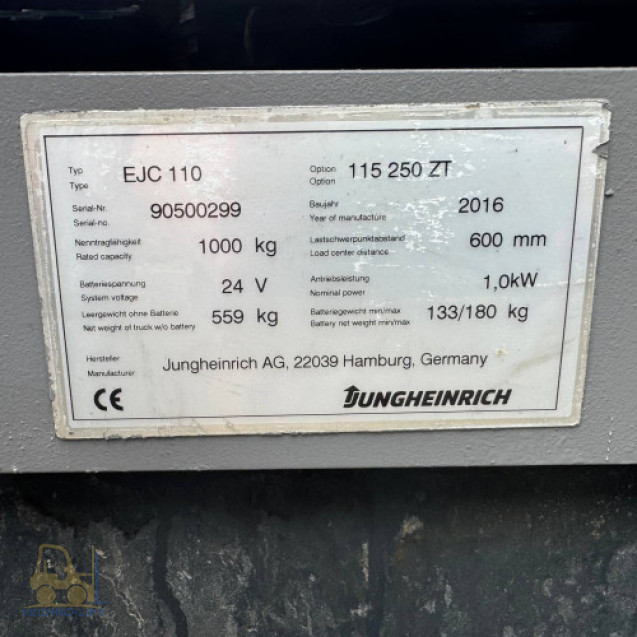 Typ
Type
EJC 110
Option
Option
115 250 ZT
Serial-Nr.
Serial-no.
90500299
Baujahr
Year of manufacture
2016
Nenntragfähigkeit
Rated capacity
1000 kg
Lastschwerpunktabstand
Load center distance
600 mm
Batteriespannung
System voltage
24 V
Antriebsleistung
Nominal power
1,0kW
Leergewicht ohne Batterie
Net weight of truck w/o battery
559 kg
Batteriegewicht min/max
Battery net weight min/max
133/180 kg
Hersteller
Manufacturer
Jungheinrich AG, 22039 Hamburg, Germany
CE
JUNGHEINRICH